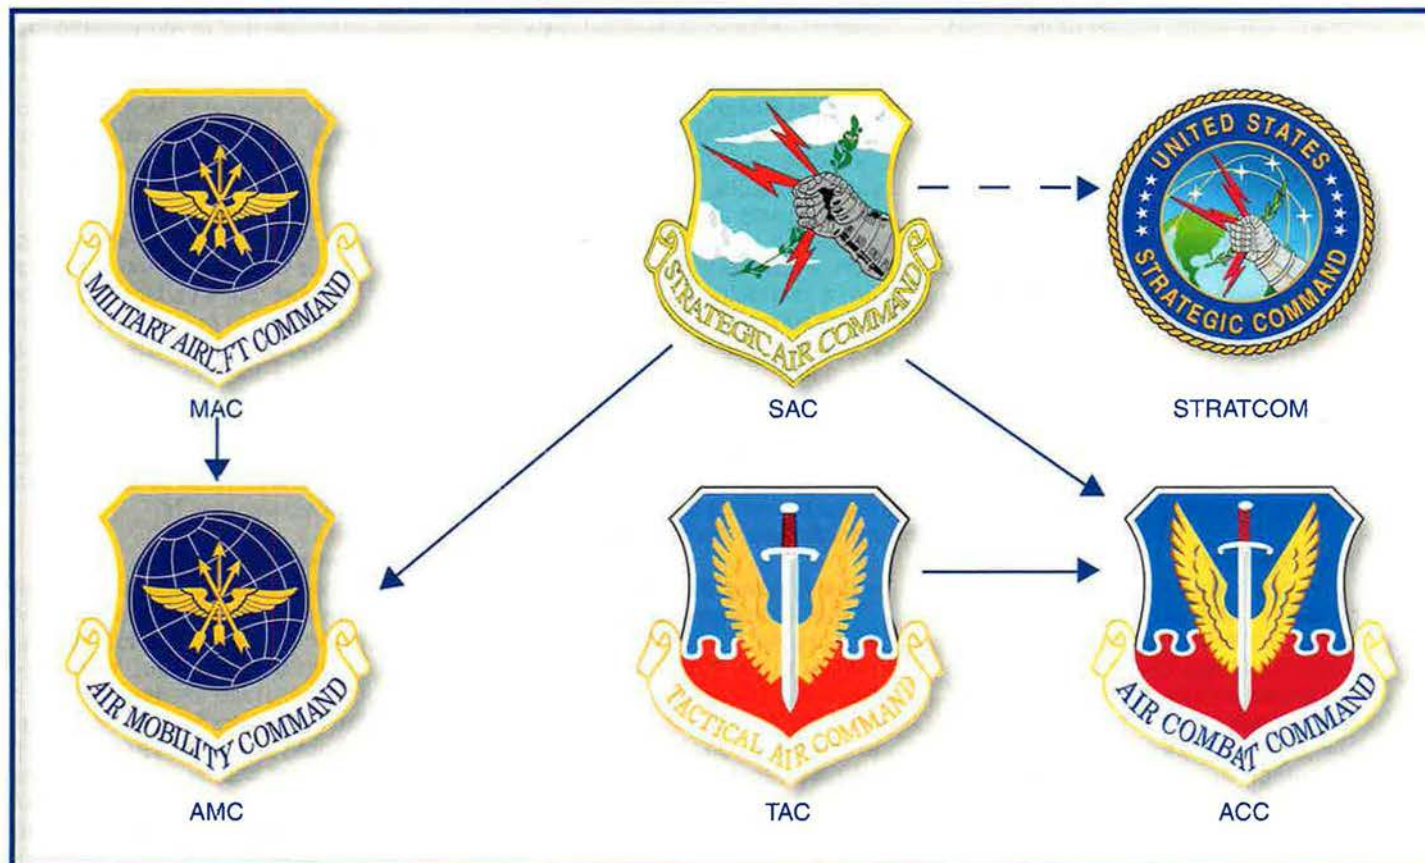 MILITARY AIRLIFT COMMAND
MAC
STRATEGIC AIR COMMAND
SAC
UNITED STATES
STRATEGIC COMMAND
STRATCOM
AIR MOBILITY COMMAND
AMC
TACTICAL AIR COMMAND
TAC
AIR COMBAT COMMAND
ACC